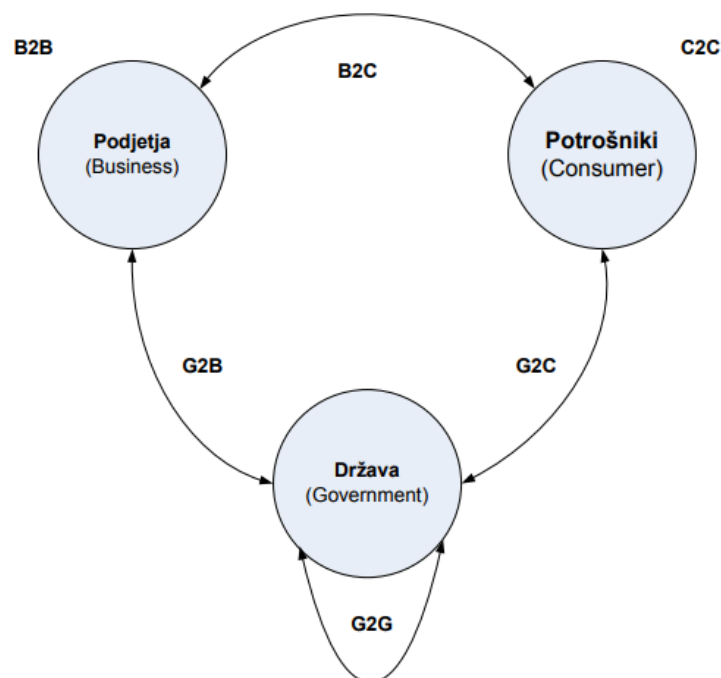 B2B
C2C
B2C
Podjetja
(Business)
Potrošniki
(Consumer)
G2B
G2C
Država
(Government)
G2G